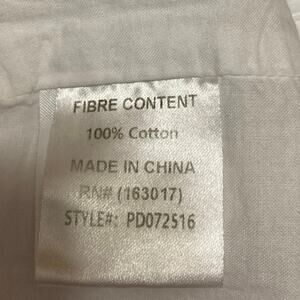 FIBRE CONTENT
100% Cotton
MADE IN CHINA
RN# (163017)
STYLE#: PD072516